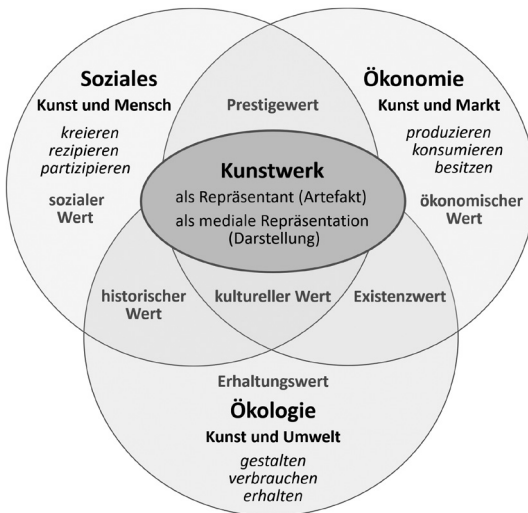 Soziales
Kunst und Mensch
kreieren
rezipieren
partizipieren
sozialer
Wert
Prestigewert
Ökonomie
Kunst und Markt
produzieren
konsumieren
besitzen
ökonomischer
Wert
Kunstwerk
als Repräsentant (Artefakt)
als mediale Repräsentation
(Darstellung)
historischer
Wert
kultureller Wert
Existenzwert
Erhaltungswert
Ökologie
Kunst und Umwelt
gestalten
verbrauchen
erhalten